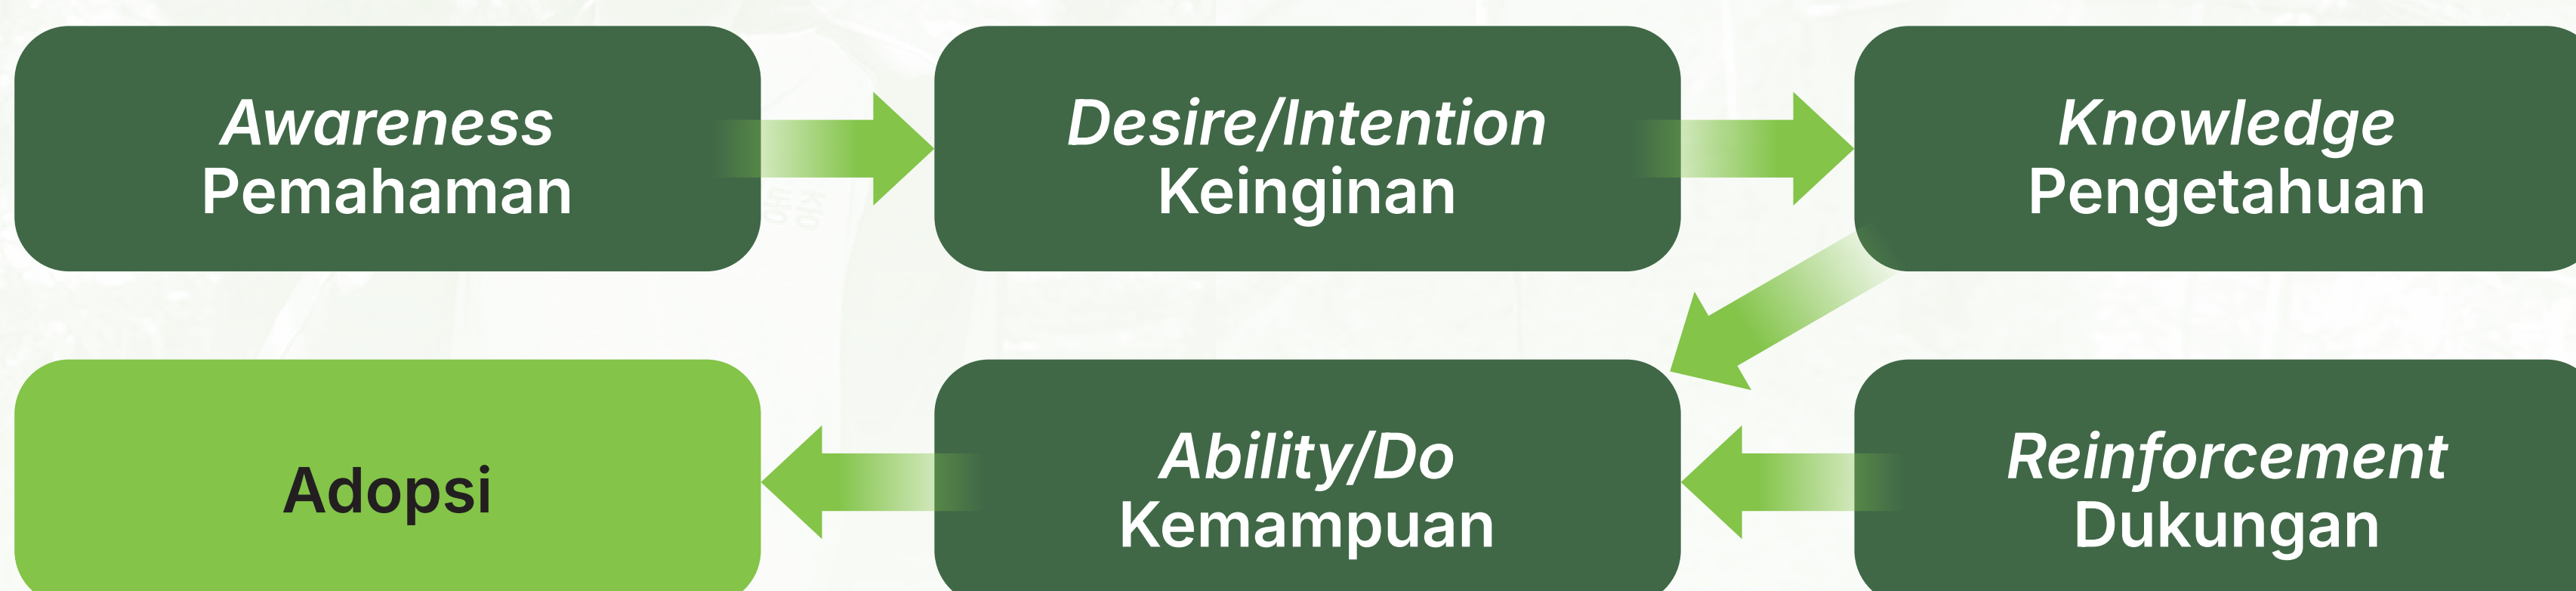 Awareness
Pemahaman
Desire/Intention
Keinginan
Knowledge
Pengetahuan
Adopsi
Ability/Do
Kemampuan
Reinforcement
Dukungan